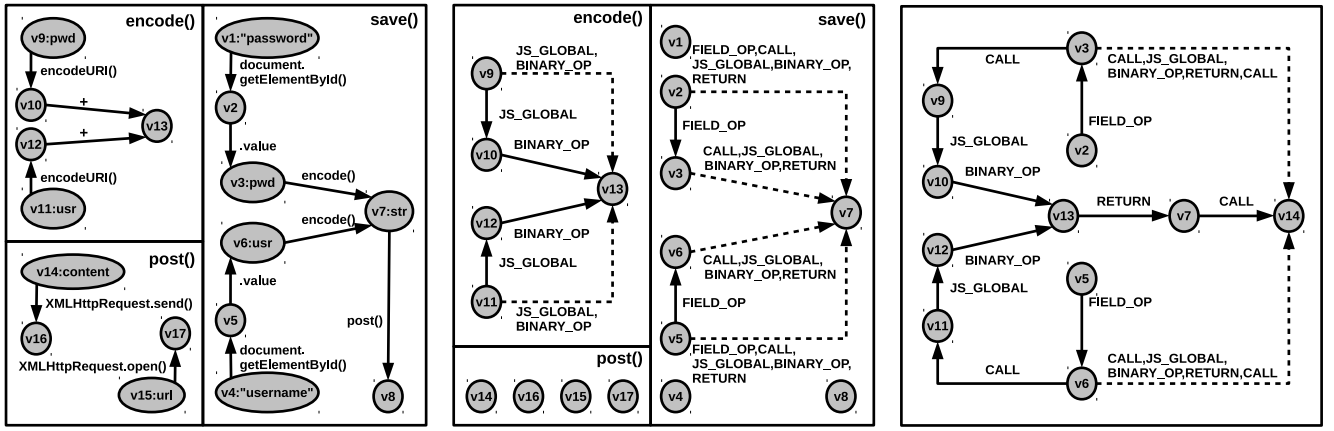 encode()
v9:pwd
encodeURI()
v10
+
v13
+
v12
encodeURI()
v11:usr
post()
v14:content
XMLHttpRequest.send()
v16
v17
XMLHttpRequest.open()
v15:url
save()
v1:"password"
document.
getElementById()
v2
.value
v3:pwd
encode()
v7:str
encode()
v6:usr
.value
v5
post()
document.
getElementById()
v4:"username"
v8
encode()
JS_GLOBAL,
BINARY_OP
v9
JS_GLOBAL
v10
BINARY_OP
v13
v12
BINARY_OP
JS_GLOBAL
v11
JS_GLOBAL,
BINARY_OP
post()
v14
v16
v15
v17
save()
v1
FIELD_OP,CALL,
JS_GLOBAL,BINARY_OP,
RETURN
v2
FIELD_OP
CALL,JS_GLOBAL,
BINARY_OP,RETURN
v3
v7
v6
CALL,JS_GLOBAL,
BINARY_OP,RETURN
FIELD_OP
v5
FIELD_OP,CALL,
JS_GLOBAL,BINARY_OP,
RETURN
v4
v8
v3
CALL
CALL,JS_GLOBAL,
BINARY_OP,RETURN,CALL
v9
FIELD_OP
JS_GLOBAL
v2
v10
BINARY_OP
v13
RETURN
v7
CALL
v14
v12
BINARY_OP
JS_GLOBAL
v5
FIELD_OP
v11
CALL
v6
CALL,JS_GLOBAL,
BINARY_OP,RETURN,CALL